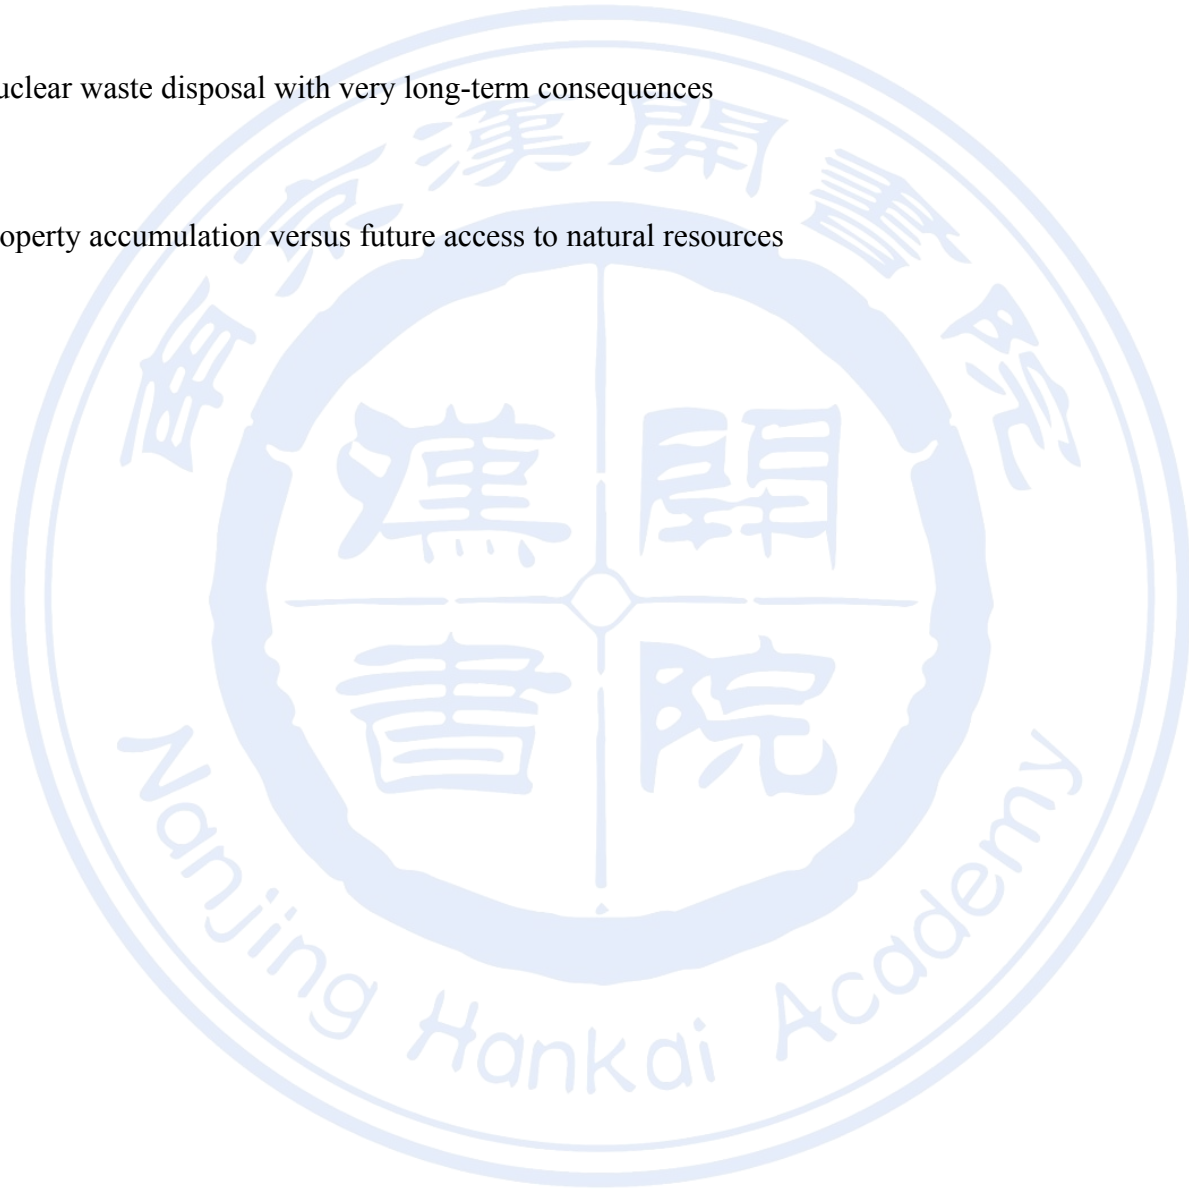 uclear waste disposal with very long-term consequences
operty accumulation versus future access to natural resources
南京漢開書院
漢開
書院
Nanjing Hankai Academy